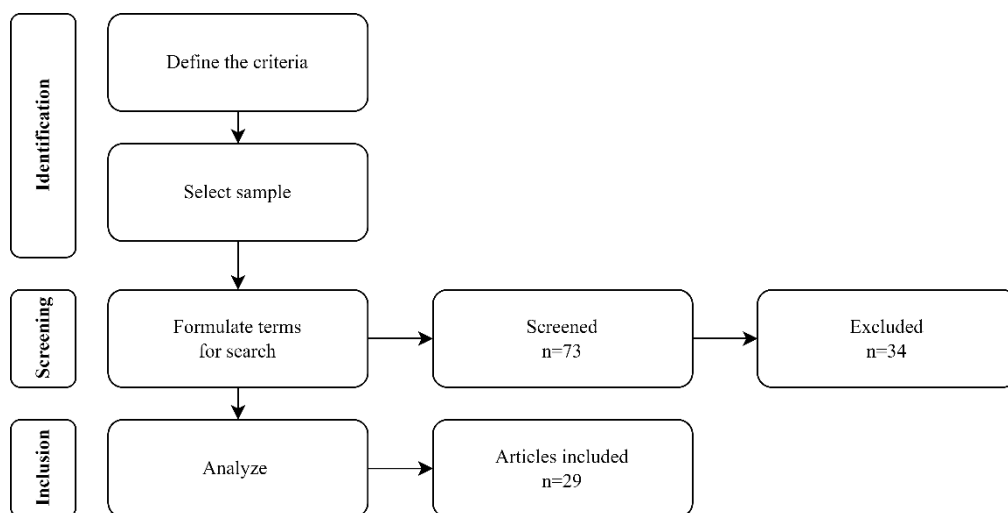 Identification
Define the criteria
Select sample
Screening
Formulate terms
for search
Screened
n=73
Excluded
n=34
Inclusion
Analyze
Articles included
n=29